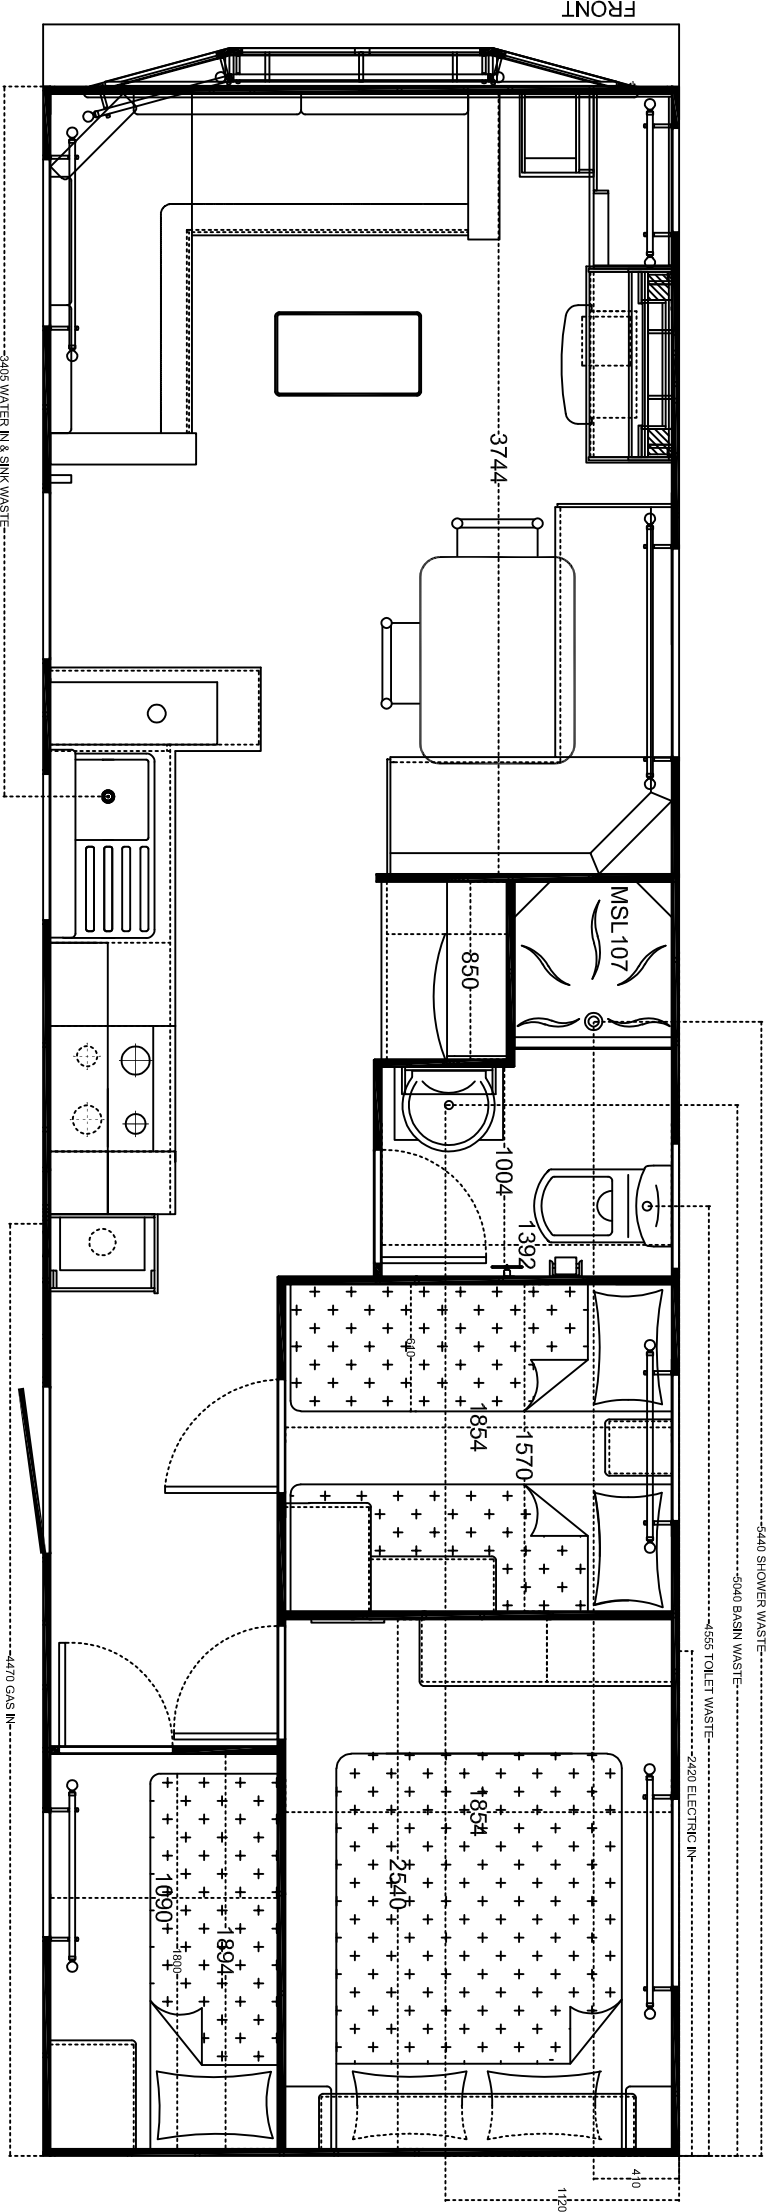 FRONT
3405 WATER IN & SINK WASTE
3744
MSL107
850
1004
1392
610
1854
1570
5440 SHOWER WASTE
5040 BASIN WASTE
4555 TOILET WASTE
2420 ELECTRIC IN
4470 GAS IN
1854
2540
1090
1894
1800
410
1120